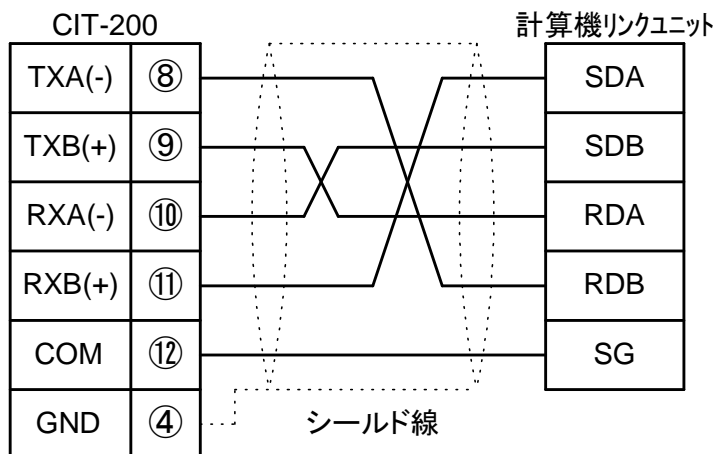 CIT-200
計算機リンクユニット
TXA(-) ⑧ SDA
TXB(+) ⑨ SDB
RXA(-) ⑩ RDA
RXB(+) ⑪ RDB
COM ⑫ SG
GND ④
シールド線